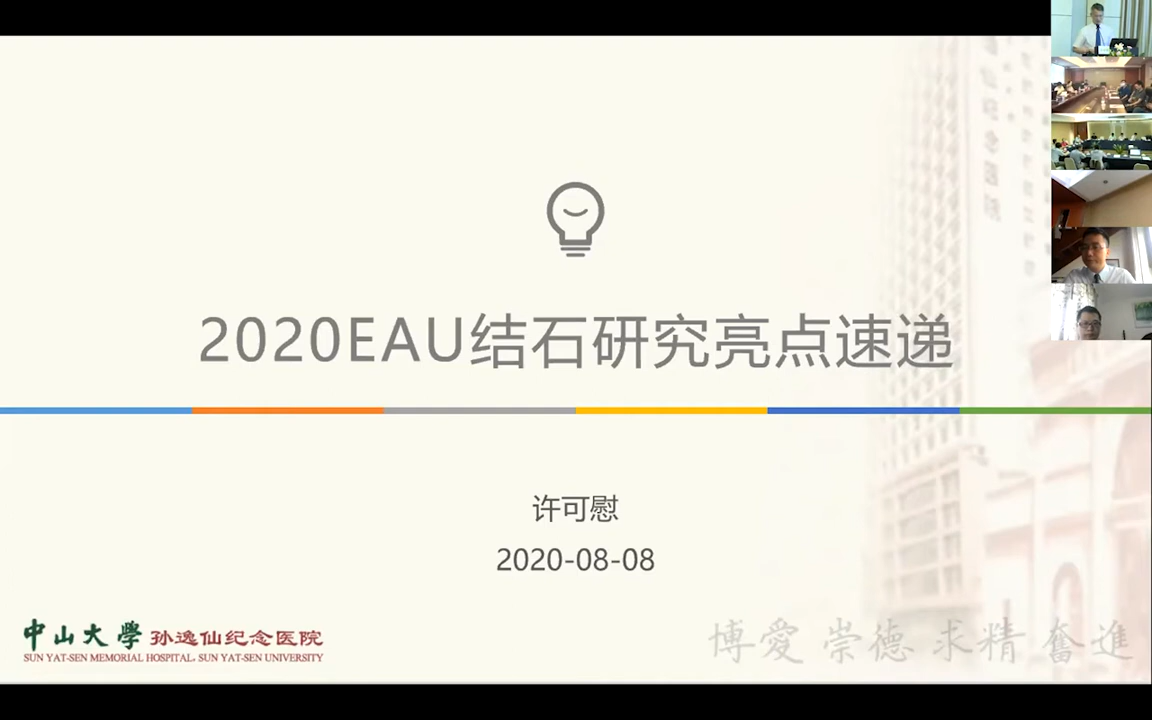 2020EAU结石研究亮点速递
许可慰
2020-08-08
中山大學 孙逸仙纪念医院
SUN YAT-SEN MEMORIAL HOSPITAL, SUN YAT-SEN UNIVERSITY
博愛 崇德 求精 奮進